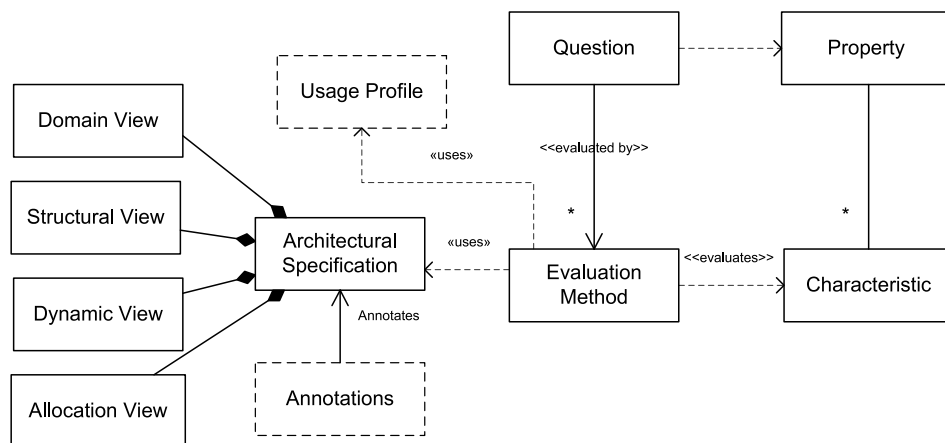 Question
Property
Usage Profile
Domain View
«uses»
<<evaluated by>>
Structural View
*
*
Architectural
Specification
«uses»
Evaluation
Method
<<evaluates>>
Characteristic
Dynamic View
Annotates
Allocation View
Annotations